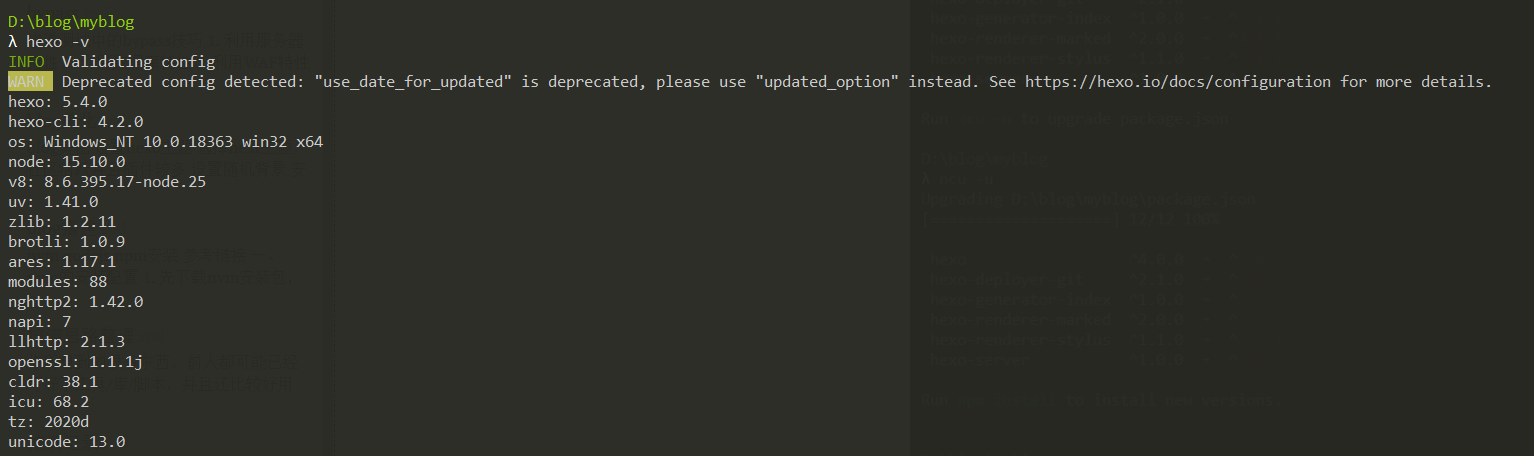 D:\blog\myblog
λ hexo -v
INFO  Validating config
WARN  Deprecated config detected: "use_date_for_updated" is deprecated, please use "updated_option" instead. See https://hexo.io/docs/configuration for more details.
hexo: 5.4.0
hexo-cli: 4.2.0
os: Windows_NT 10.0.18363 win32 x64
node: 15.10.0
v8: 8.6.395.17-node.25
uv: 1.41.0
zlib: 1.2.11
brotli: 1.0.9
ares: 1.17.1
modules: 88
nghttp2: 1.42.0
napi: 7
llhttp: 2.1.3
openssl: 1.1.1j
cldr: 38.1
icu: 68.2
tz: 2020d
unicode: 13.0